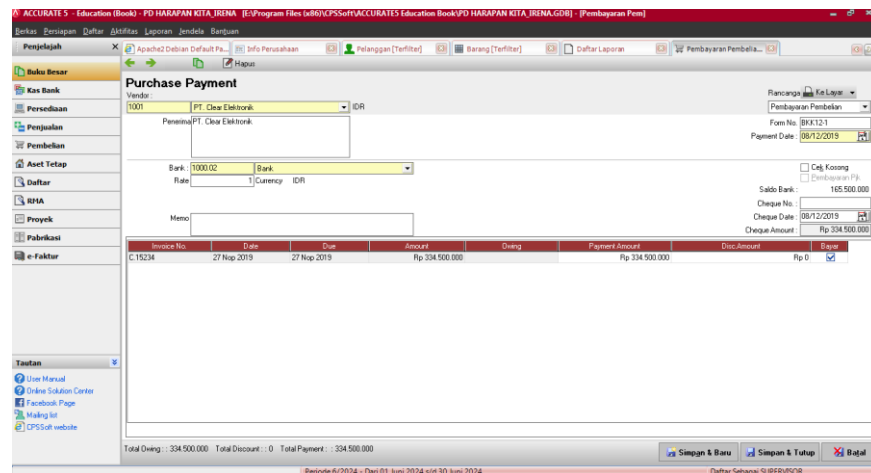 ACCURATE 5 - Education (Book) - PD HARAPAN KITA_IRENA [E:\Program Files (x86)\CPSSoft\ACCURATE5 Education Book\PD HARAPAN KITA_IRENA.GDB] - [Pembayaran Pem]
Berkas Persiapan Daftar Aktifitas Laporan Jendela Bantuan
Penjelajah X
Apache2 Debian Default Pa... Info Perusahaan Pelanggan [Terfilter] Barang [Terfilter] Daftar Laporan Pembayaran Pembelia...
Hapus
Buku Besar
Kas Bank
Persediaan
Penjualan
Pembelian
Aset Tetap
Daftar
RMA
Proyek
Pabrikasi
e-Faktur
Tautan
User Manual
Online Solution Center
Facebook Page
Mailing list
CPSSoft website
Purchase Payment
Rancanga Ke Layar
Vendor :
1001 PT. Clear Elektronik IDR
Pembayaran Pembelian
Penerima PT. Clear Elektronik
Form No. BKK12-1
Payment Date : 08/12/2019
Bank : 1000.02 Bank
Cek Kosong
Rate 1 Currency IDR
Pembayaran Pjk
Saldo Bank : 165.500.000
Cheque No. :
Memo
Cheque Date : 08/12/2019
Cheque Amount : Rp 334.500.000
Invoice No. Date Due Amount Owing Payment Amount Disc.Amount Bayar
C.15234 27 Nop 2019 27 Nop 2019 Rp 334.500.000 Rp 334.500.000 Rp 0
Total Owing : : 334.500.000 Total Discount : : 0 Total Payment : : 334.500.000
Simpan & Baru Simpan & Tutup Batal
Periode 6/2024 - Dari 01 Juni 2024 s/d 30 Juni 2024 Daftar Sebagai SUPERVISOR